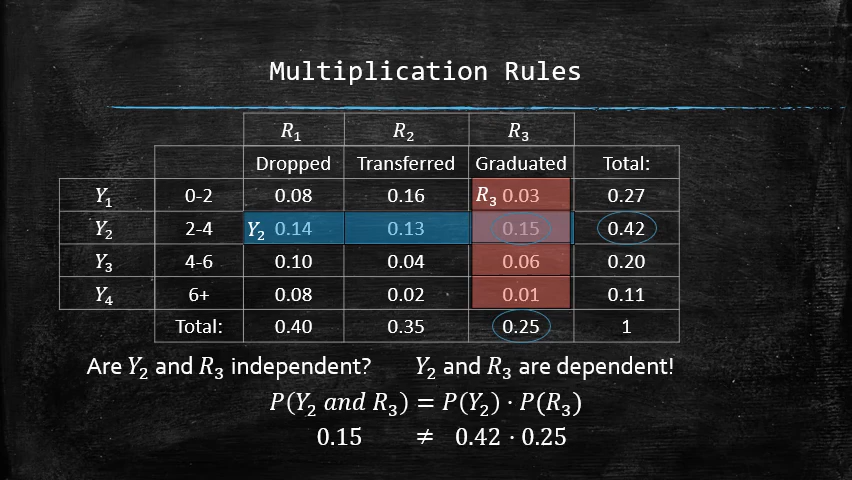 Multiplication Rules
R₁ R₂ R₃
Dropped Transferred Graduated Total:
Y₁ 0-2 0.08 0.16 R₃ 0.03 0.27
Y₂ 2-4 Y₂ 0.14 0.13 0.15 0.42
Y₃ 4-6 0.10 0.04 0.06 0.20
Y₄ 6+ 0.08 0.02 0.01 0.11
Total: 0.40 0.35 0.25 1
Are Y₂ and R₃ independent? Y₂ and R₃ are dependent!
P(Y₂ and R₃) = P(Y₂) · P(R₃)
0.15 ≠ 0.42 · 0.25